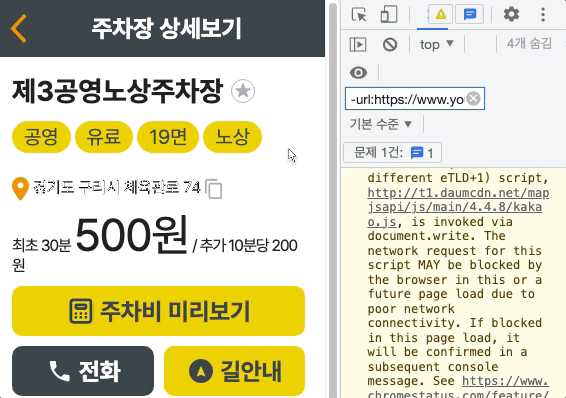 주차장 상세보기
제3공영노상주차장
공영 유료 19면 노상
경기도 구리시 체육관로 74
최초 30분 500원 / 추가 10분당 200
원
주차비 미리보기
전화 길안내
top ▼ 4개 숨김
-url:https://www.yo
기본 수준 ▼
문제 1건: 1
different eTLD+1) script,
http://t1.daumcdn.net/map
jsapi/js/main/4.4.8/kaka
o.js, is invoked via
document.write. The
network request for this
script MAY be blocked by
the browser in this or a
future page load due to
poor network
connectivity. If blocked
in this page load, it
will be confirmed in a
subsequent console
message. See https://www.
chromestatus.com/feature/